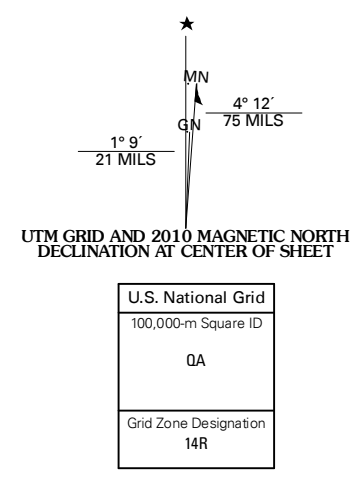 MN
4° 12´
75 MILS
GN
1° 9´
21 MILS
UTM GRID AND 2010 MAGNETIC NORTH
DECLINATION AT CENTER OF SHEET
U.S. National Grid
100,000-m Square ID
QA
Grid Zone Designation
14R